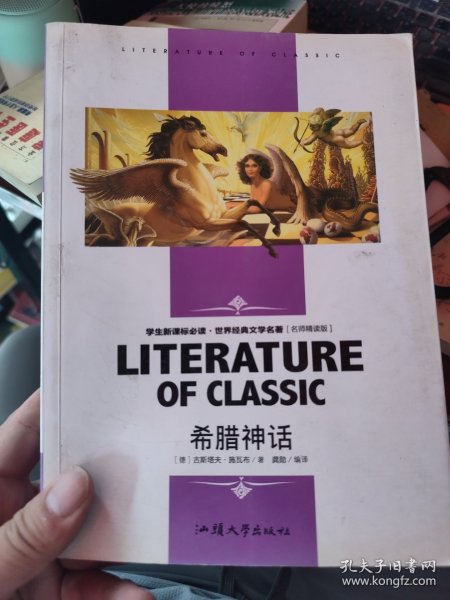 LITERATURE OF CLASSIC
学生新课标必读·世界经典文学名著[名师精读版]
LITERATURE
OF CLASSIC
希腊神话
[德]古斯塔夫·施瓦布/著 龚勋/编译
汕头大学出版社
孔夫子旧书网
www.kongfz.com